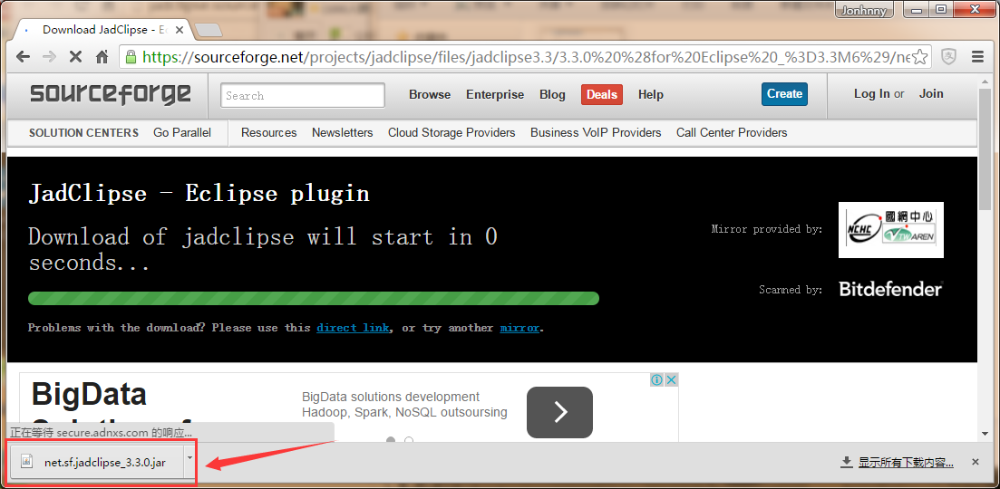 Jonhnny
Download JadClipse - Ec
https://sourceforge.net/projects/jadclipse/files/jadclipse3.3/3.3.0%20%28for%20Eclipse%20_%3D3.3M6%29/ne
sourceforge
Search
Browse Enterprise Blog Deals Help
Create
Log In or Join
SOLUTION CENTERS Go Parallel Resources Newsletters Cloud Storage Providers Business VoIP Providers Call Center Providers
JadClipse - Eclipse plugin
Download of jadclipse will start in 0
seconds...
Problems with the download? Please use this direct link, or try another mirror.
Mirror provided by:
國網中心
NCHC
TWAREN
Scanned by:
Bitdefender
BigData
BigData solutions development
Hadoop, Spark, NoSQL outsourcing
正在等待 secure.adnxs.com 的响应...
net.sf.jadclipse_3.3.0.jar
显示所有下载内容...